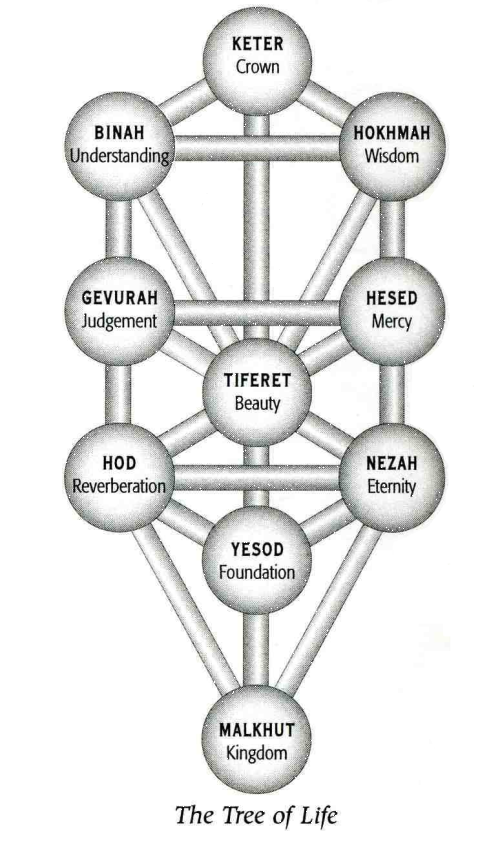 KETER
Crown
BINAH
Understanding
HOKHMAH
Wisdom
GEVURAH
Judgement
HESED
Mercy
TIFERET
Beauty
HOD
Reverberation
NEZAH
Eternity
YESOD
Foundation
MALKHUT
Kingdom
The Tree of Life